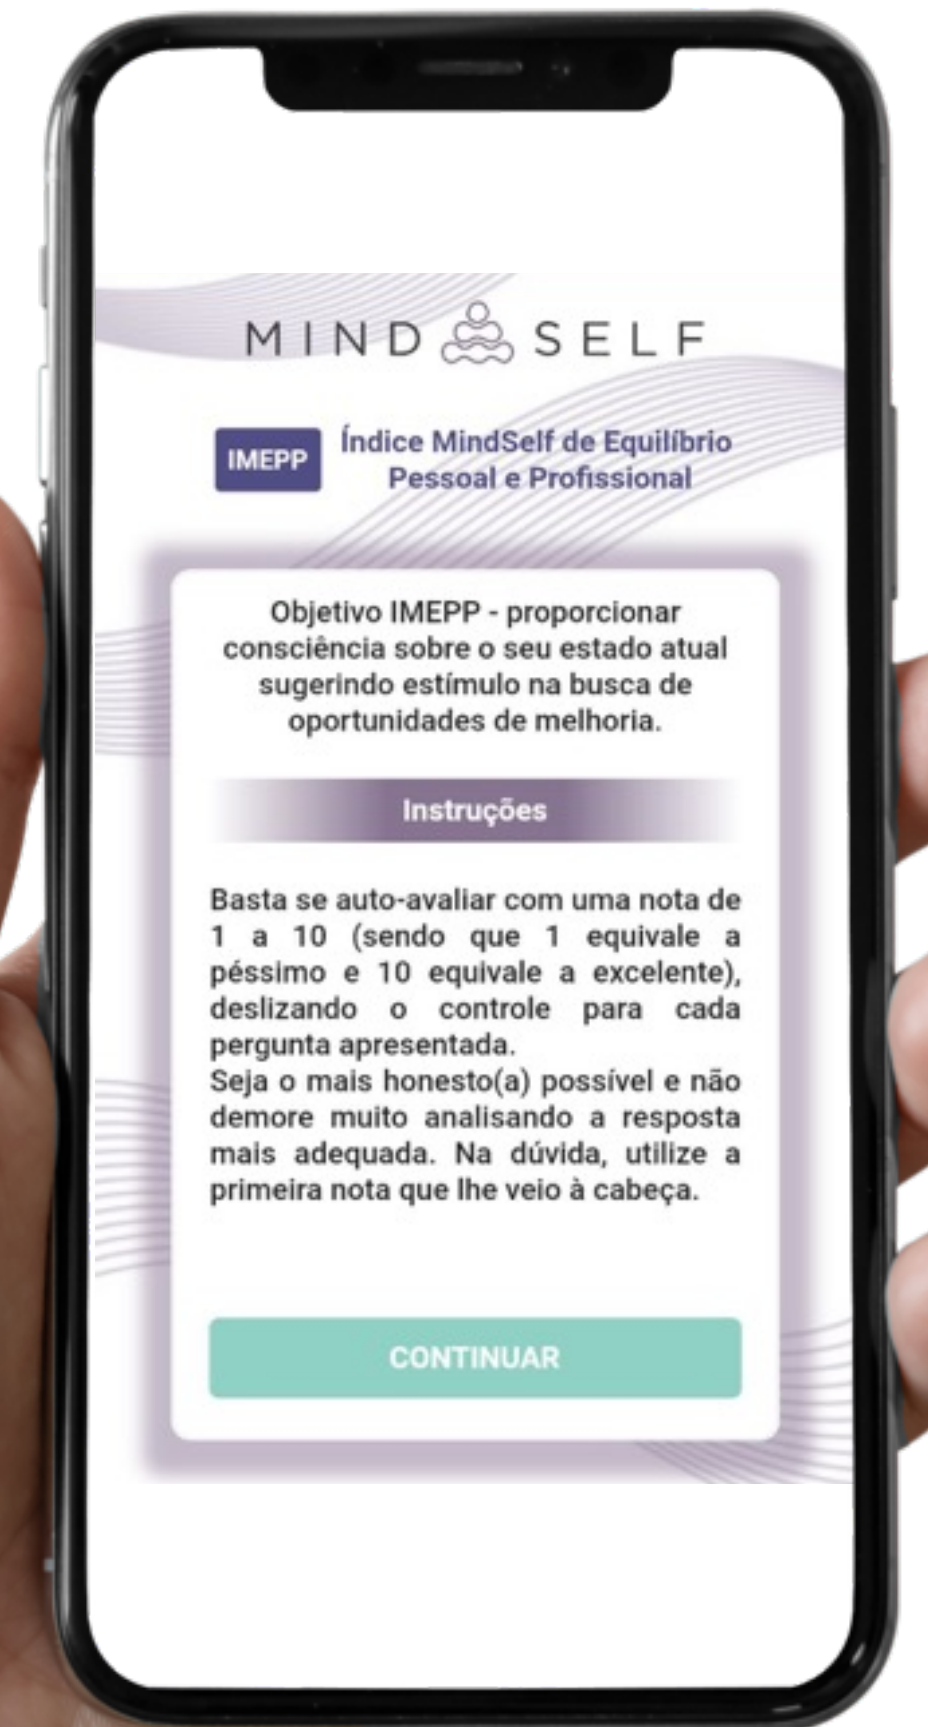 MIND SELF
IMEPP
Índice MindSelf de Equilíbrio
Pessoal e Profissional
Objetivo IMEPP - proporcionar
consciência sobre o seu estado atual
sugerindo estímulo na busca de
oportunidades de melhoria.
Instruções
Basta se auto-avaliar com uma nota de
1 a 10 (sendo que 1 equivale a
péssimo e 10 equivale a excelente),
deslizando o controle para cada
pergunta apresentada.
Seja o mais honesto(a) possível e não
demore muito analisando a resposta
mais adequada. Na dúvida, utilize a
primeira nota que lhe veio à cabeça.
CONTINUAR